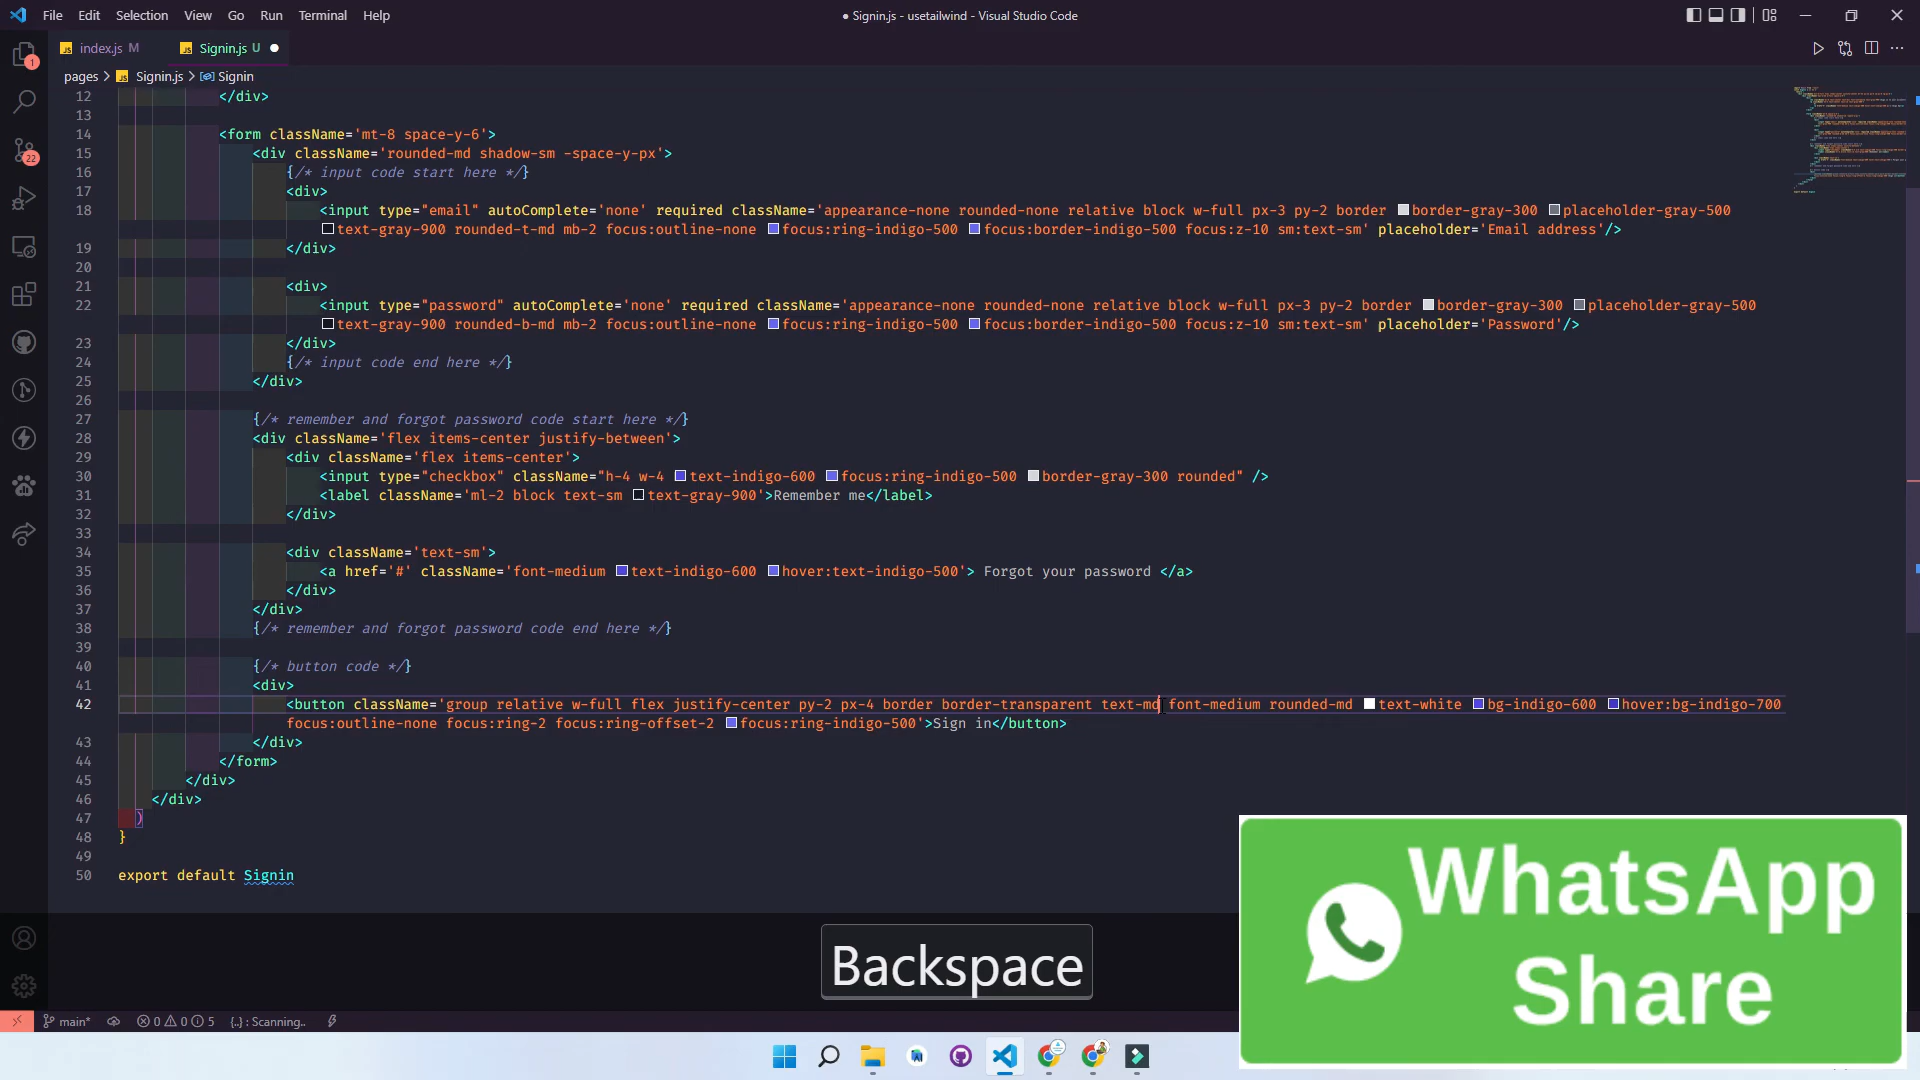 File Edit Selection View Go Run Terminal Help
● Signin.js - usetailwind - Visual Studio Code
JS index.js M JS Signin.js U
pages > JS Signin.js > Signin
12 </div>
13
14 <form className='mt-8 space-y-6'>
15 <div className='rounded-md shadow-sm -space-y-px'>
16 {/* input code start here */}
17 <div>
18 <input type="email" autoComplete='none' required className='appearance-none rounded-none relative block w-full px-3 py-2 border border-gray-300 placeholder-gray-500
text-gray-900 rounded-t-md mb-2 focus:outline-none focus:ring-indigo-500 focus:border-indigo-500 focus:z-10 sm:text-sm' placeholder='Email address'/>
19 </div>
20
21 <div>
22 <input type="password" autoComplete='none' required className='appearance-none rounded-none relative block w-full px-3 py-2 border border-gray-300 placeholder-gray-500
text-gray-900 rounded-b-md mb-2 focus:outline-none focus:ring-indigo-500 focus:border-indigo-500 focus:z-10 sm:text-sm' placeholder='Password'/>
23 </div>
24 {/* input code end here */}
25 </div>
26
27 {/* remember and forgot password code start here */}
28 <div className='flex items-center justify-between'>
29 <div className='flex items-center'>
30 <input type="checkbox" className="h-4 w-4 text-indigo-600 focus:ring-indigo-500 border-gray-300 rounded" />
31 <label className='ml-2 block text-sm text-gray-900'>Remember me</label>
32 </div>
33
34 <div className='text-sm'>
35 <a href='#' className='font-medium text-indigo-600 hover:text-indigo-500'> Forgot your password </a>
36 </div>
37 </div>
38 {/* remember and forgot password code end here */}
39
40 {/* button code */}
41 <div>
42 <button className='group relative w-full flex justify-center py-2 px-4 border border-transparent text-md font-medium rounded-md text-white bg-indigo-600 hover:bg-indigo-700
focus:outline-none focus:ring-2 focus:ring-offset-2 focus:ring-indigo-500'>Sign in</button>
43 </div>
44 </form>
45 </div>
46 </div>
47 )
48 }
49
50 export default Signin
1
22
Backspace
WhatsApp
Share
main* 0 0 5 {..} : Scanning..